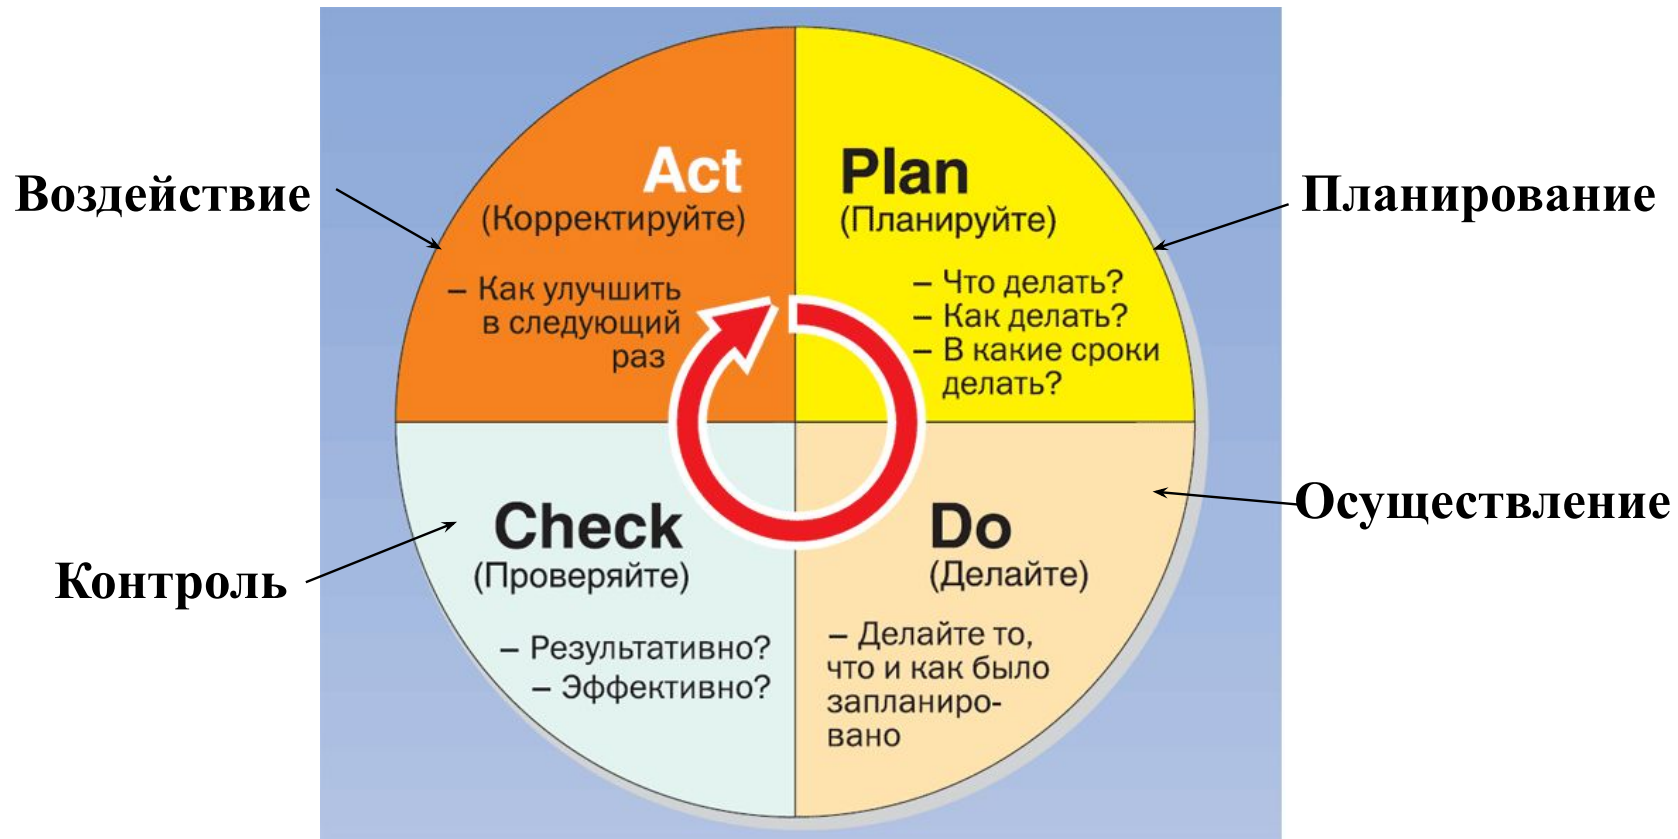 Воздействие
Act
(Корректируйте)
– Как улучшить
в следующий
раз
Plan
(Планируйте)
– Что делать?
– Как делать?
– В какие сроки
делать?
Планирование
Контроль
Check
(Проверяйте)
– Результативно?
– Эффективно?
Do
(Делайте)
– Делайте то,
что и как было
запланиро-
вано
Осуществление